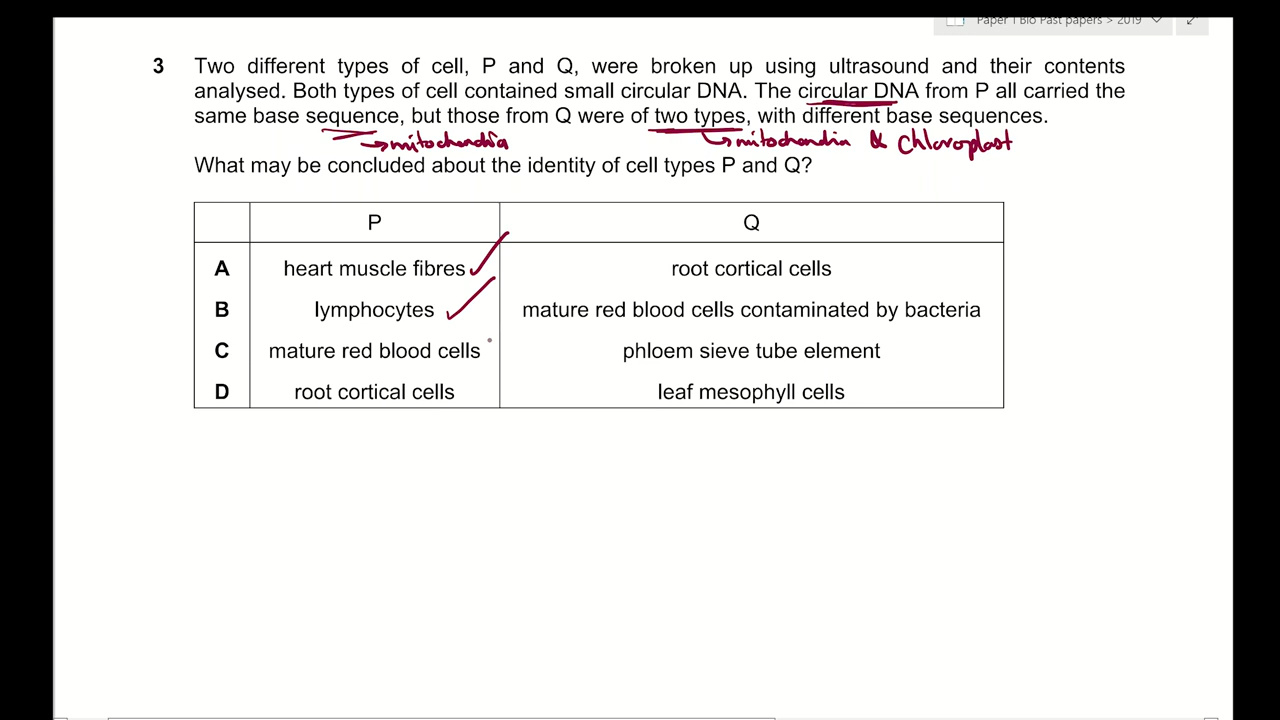 Paper 1 Bio Past papers > 2019
3 Two different types of cell, P and Q, were broken up using ultrasound and their contents
analysed. Both types of cell contained small circular DNA. The circular DNA from P all carried the
same base sequence, but those from Q were of two types, with different base sequences.
mitochondria mitochondria & Chloroplast
What may be concluded about the identity of cell types P and Q?
P Q
A heart muscle fibres root cortical cells
B lymphocytes mature red blood cells contaminated by bacteria
C mature red blood cells phloem sieve tube element
D root cortical cells leaf mesophyll cells